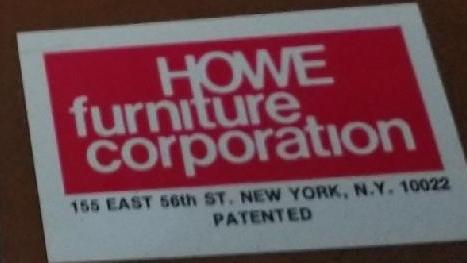 HOWE
furniture
corporation
155 EAST 56th ST. NEW YORK, N.Y. 10022
PATENTED